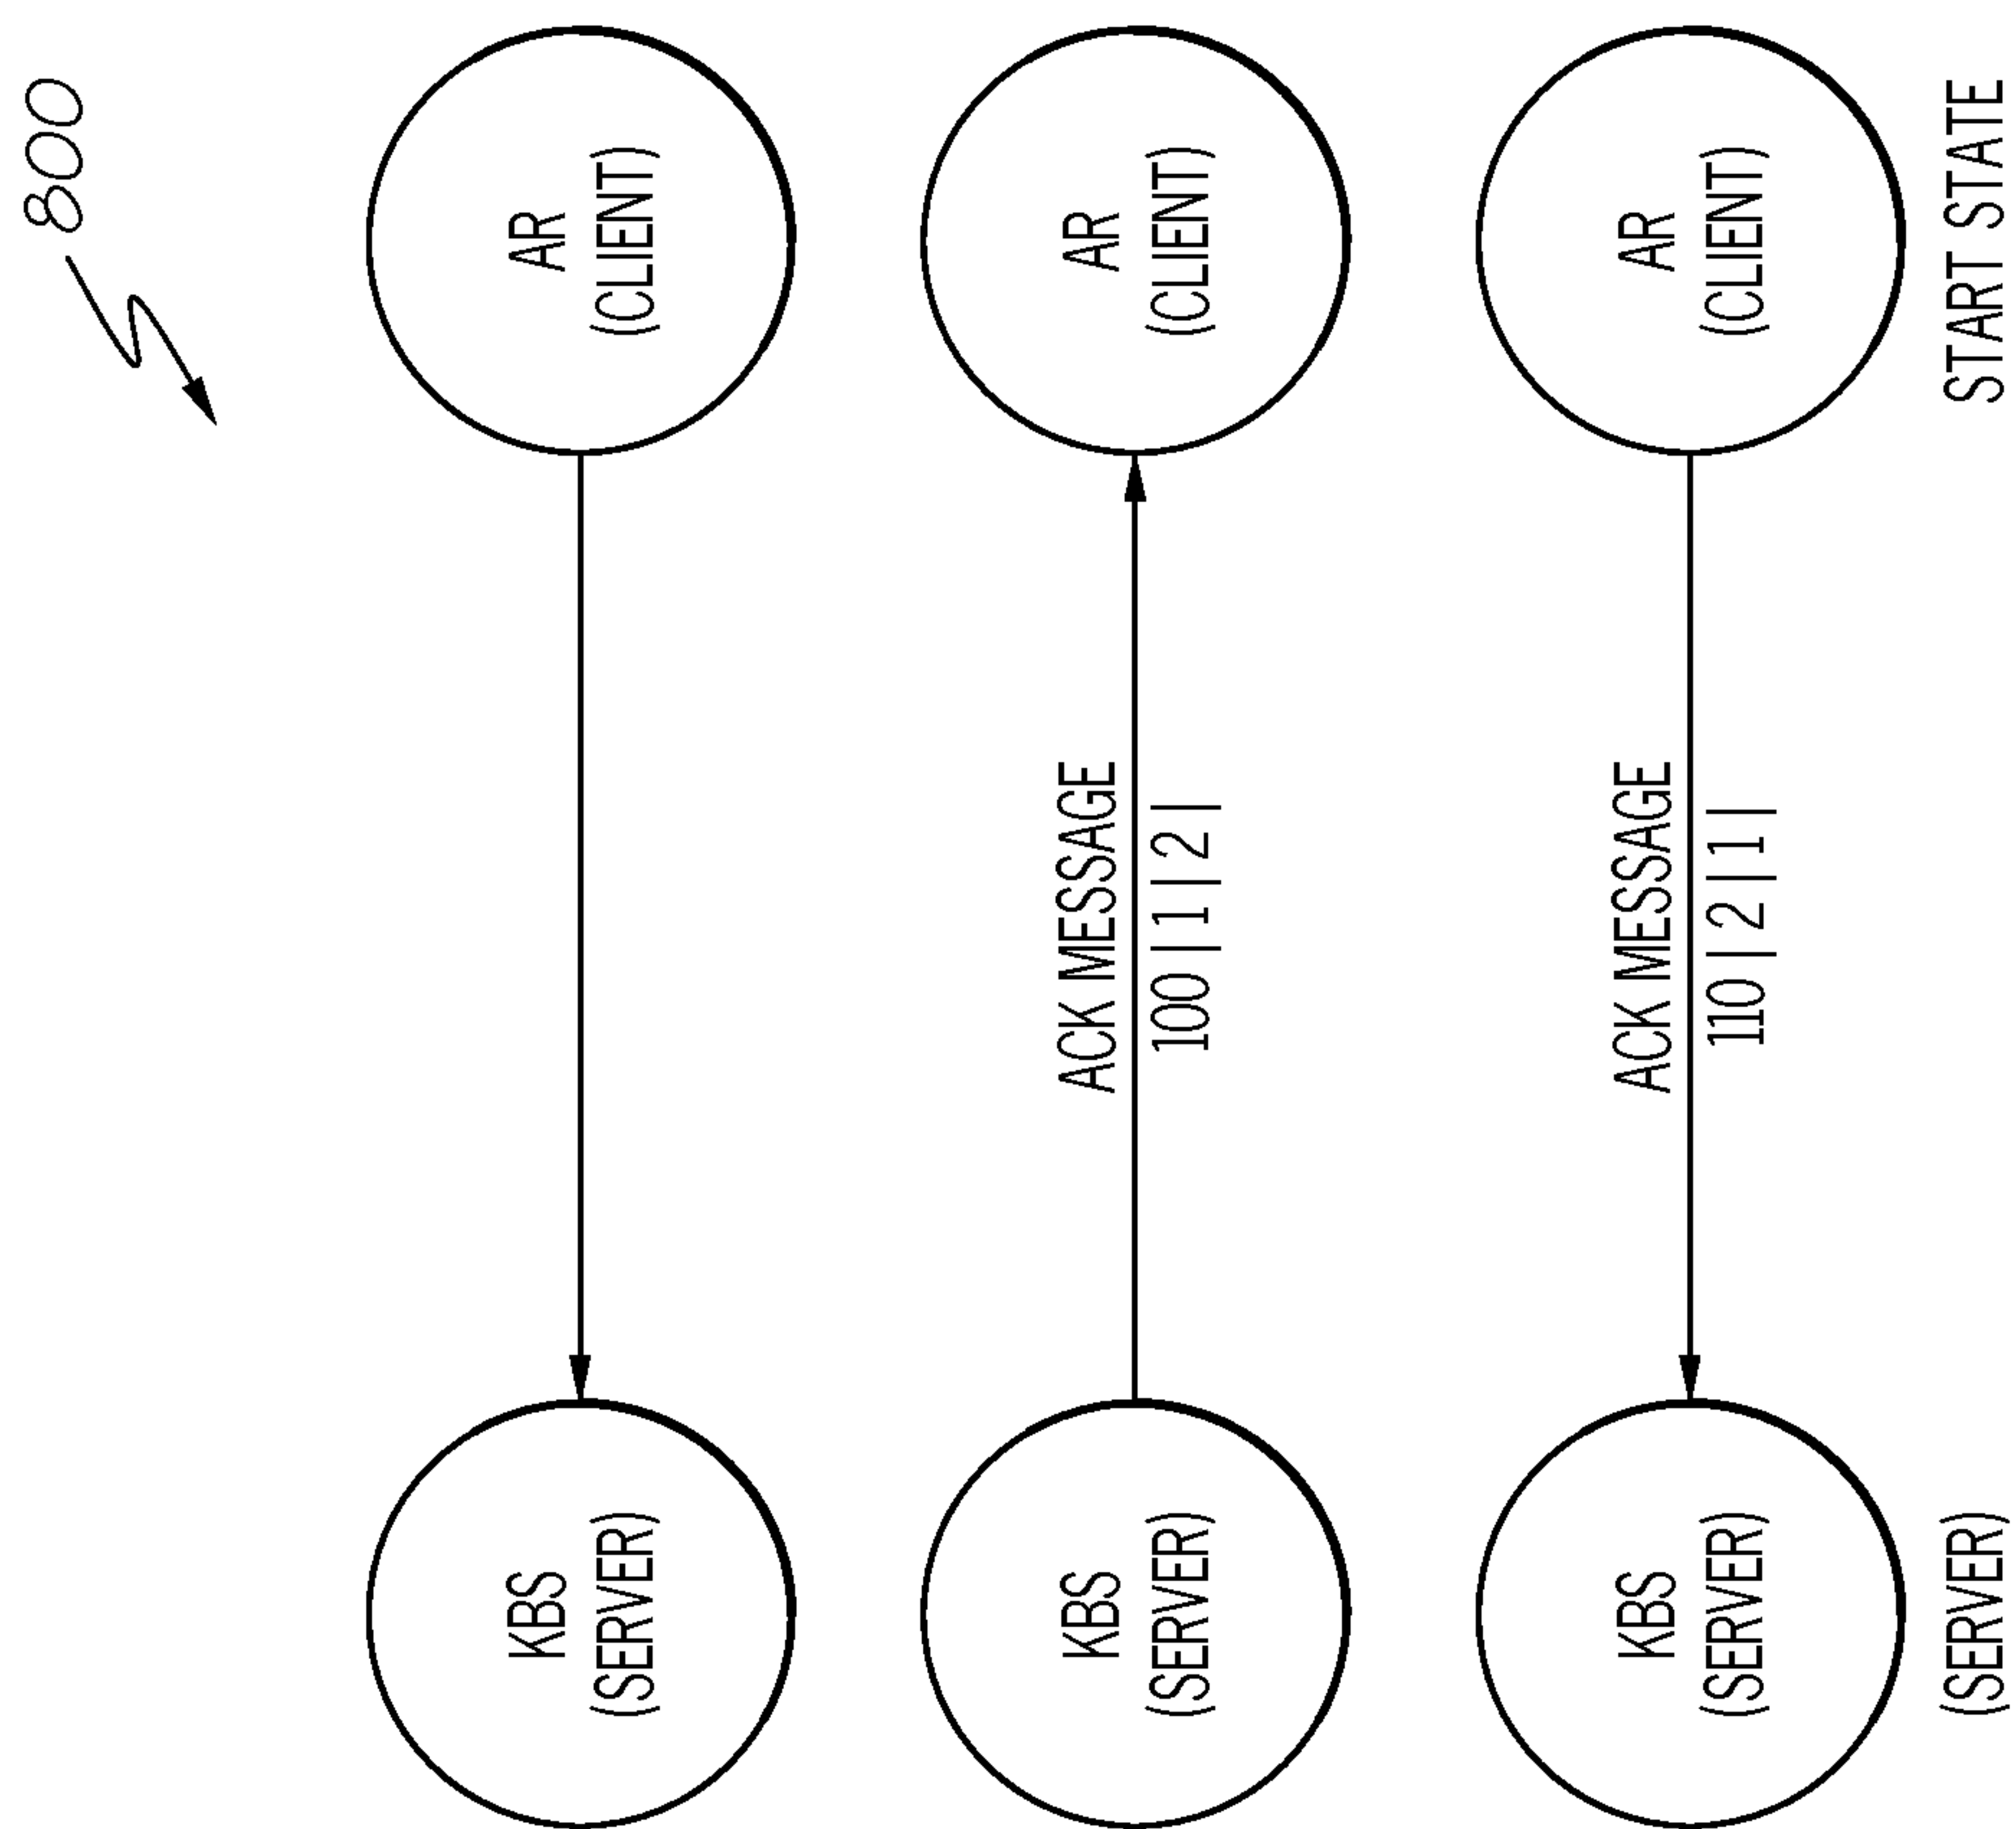 800
KBS
(SERVER)
AR
(CLIENT)
KBS
(SERVER)
ACK MESSAGE
100 | 1 | 2 |
AR
(CLIENT)
KBS
(SERVER)
ACK MESSAGE
110 | 2 | 1 |
AR
(CLIENT)
(SERVER)
START STATE